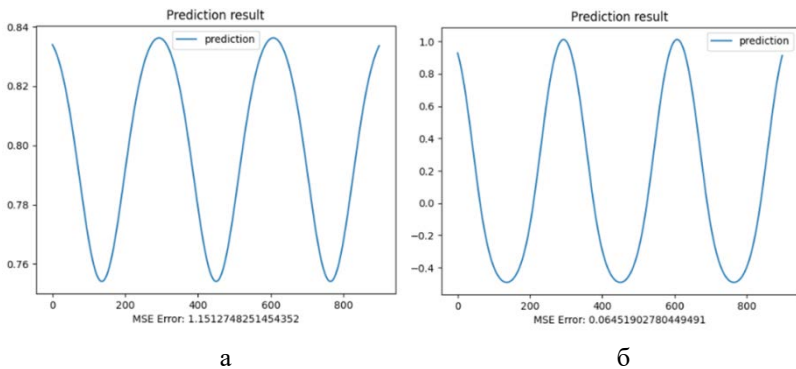 Prediction result
prediction
0.84
0.82
0.80
0.78
0.76
0 200 400 600 800
MSE Error: 1.1512748251454352
а
Prediction result
prediction
1.0
0.8
0.6
0.4
0.2
0.0
−0.2
−0.4
0 200 400 600 800
MSE Error: 0.06451902780449491
б